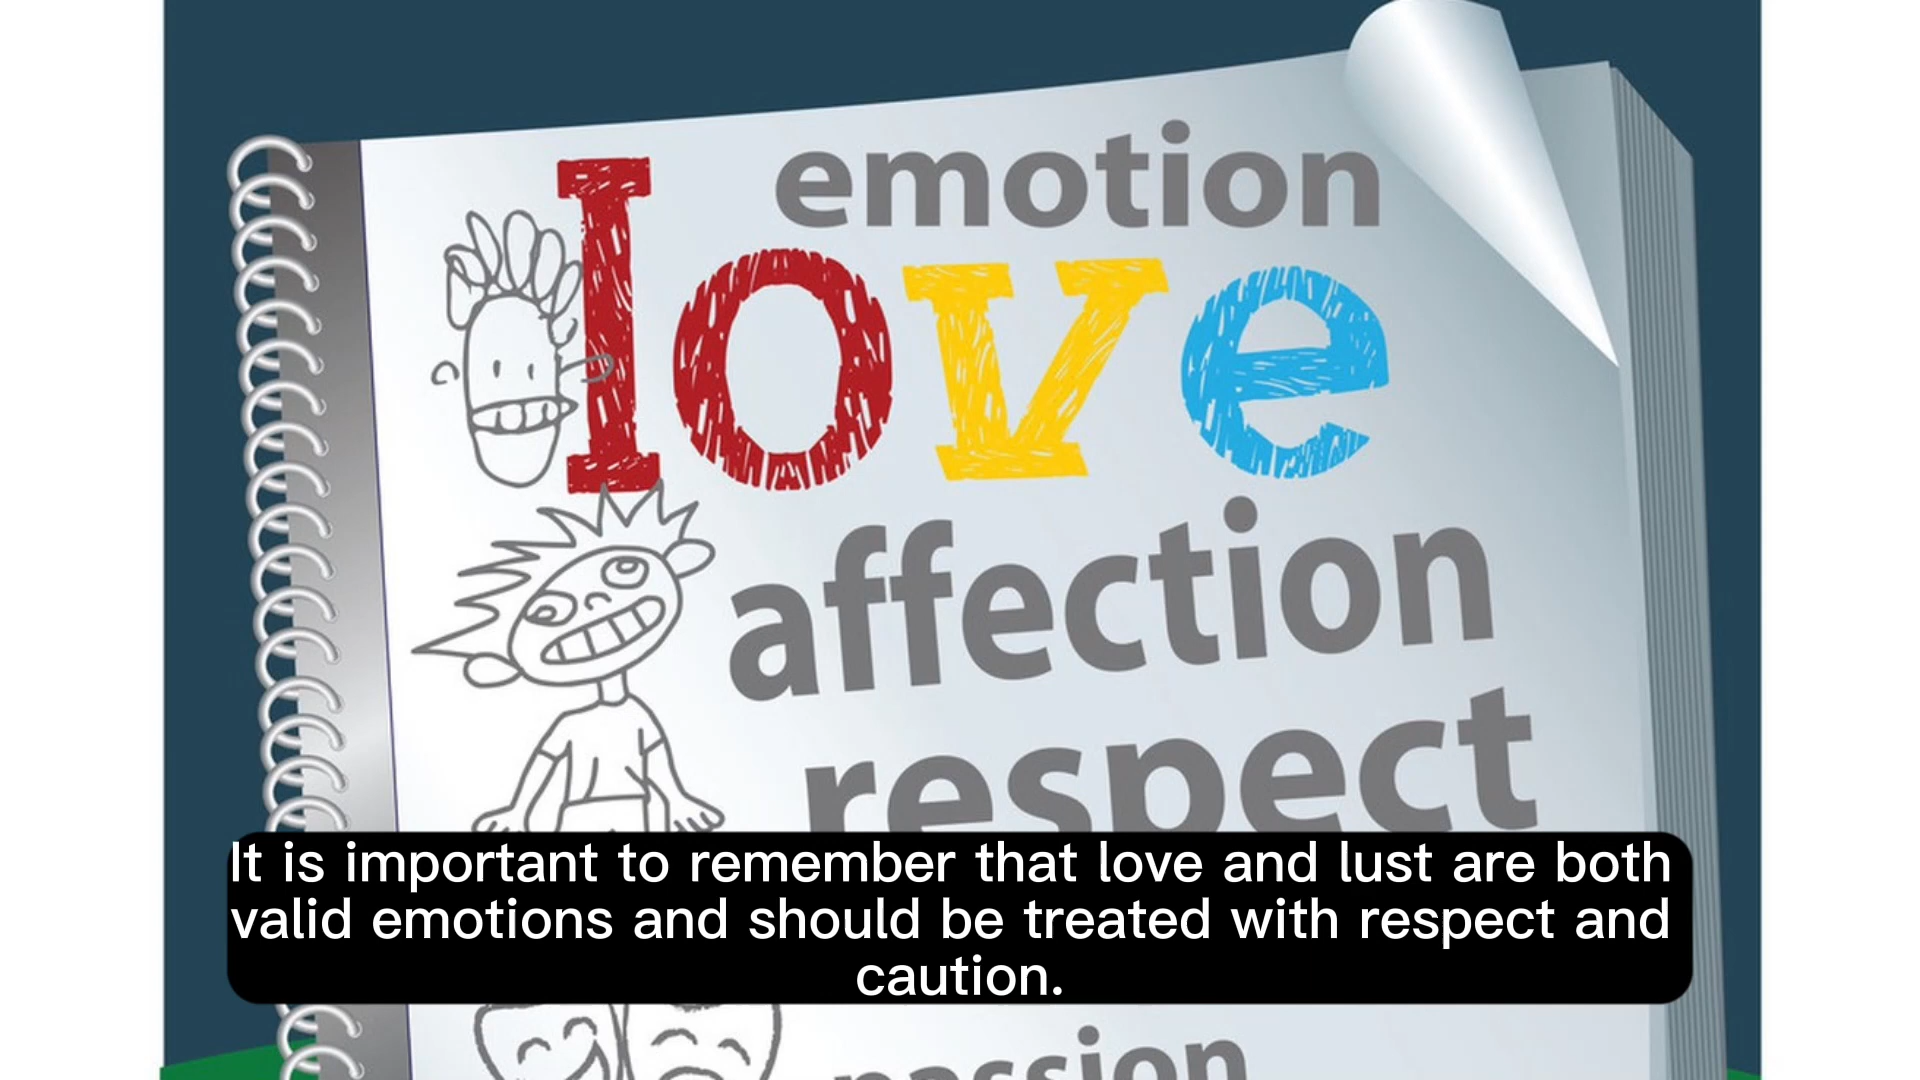 emotion
love
affection
respect
It is important to remember that love and lust are both
valid emotions and should be treated with respect and
caution.
passion